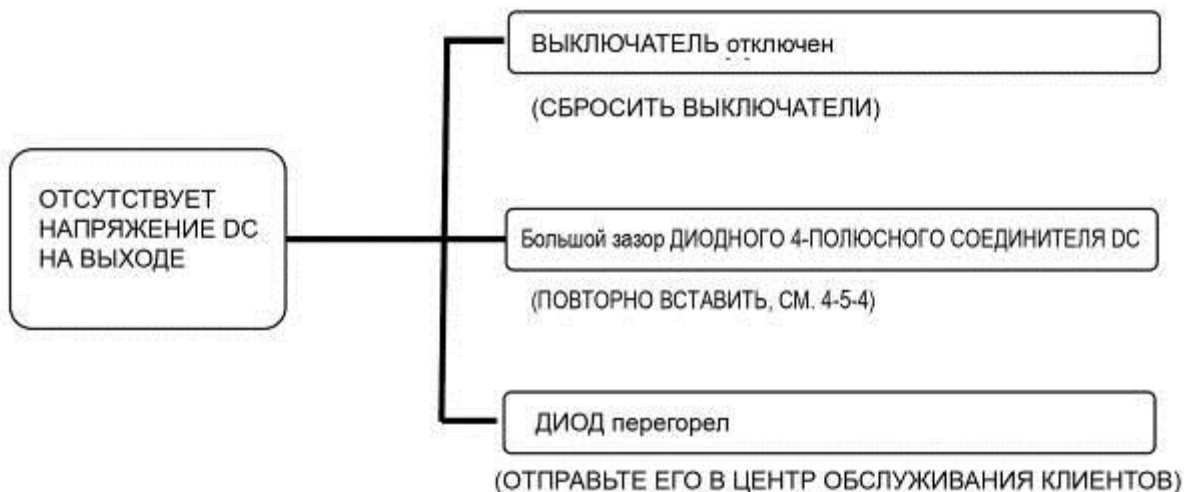 ОТСУТСТВУЕТ
НАПРЯЖЕНИЕ DC
НА ВЫХОДЕ
ВЫКЛЮЧАТЕЛЬ отключен
(СБРОСИТЬ ВЫКЛЮЧАТЕЛИ)
Большой зазор ДИОДНОГО 4-ПОЛЮСНОГО СОЕДИНИТЕЛЯ DC
(ПОВТОРНО ВСТАВИТЬ, СМ. 4-5-4)
ДИОД перегорел
(ОТПРАВЬТЕ ЕГО В ЦЕНТР ОБСЛУЖИВАНИЯ КЛИЕНТОВ)